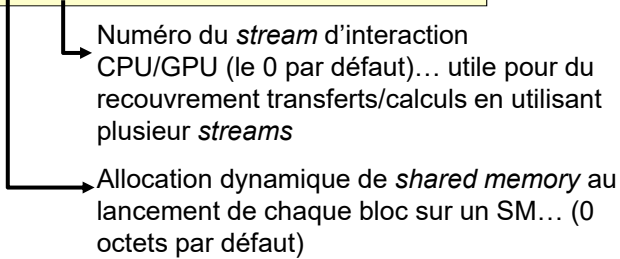 Numéro du stream d’interaction
CPU/GPU (le 0 par défaut)… utile pour du
recouvrement transferts/calculs en utilisant
plusieur streams
Allocation dynamique de shared memory au
lancement de chaque bloc sur un SM… (0
octets par défaut)